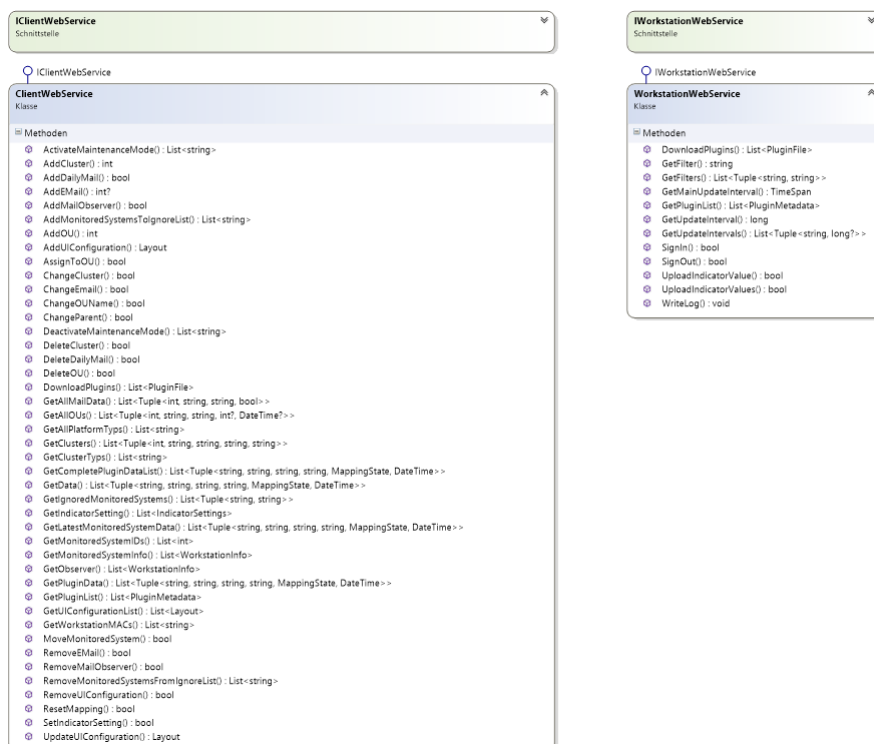 IClientWebService
Schnittstelle
IClientWebService
ClientWebService
Klasse
Methoden
ActivateMaintenanceMode() : List<string>
AddCluster() : int
AddDailyMail() : bool
AddEMail() : int?
AddMailObserver() : bool
AddMonitoredSystemsToIgnoreList() : List<string>
AddOU() : int
AddUIConfiguration() : Layout
AssignToOU() : bool
ChangeCluster() : bool
ChangeEmail() : bool
ChangeOUName() : bool
ChangeParent() : bool
DeactivateMaintenanceMode() : List<string>
DeleteCluster() : bool
DeleteDailyMail() : bool
DeleteOU() : bool
DownloadPlugins() : List<PluginFile>
GetAllMailData() : List<Tuple<int, string, string, bool>>
GetAllOUs() : List<Tuple<int, string, string, int?, DateTime?>>
GetAllPlatformTyps() : List<string>
GetClusters() : List<Tuple<int, string, string, string, string>>
GetClusterTyps() : List<string>
GetCompletePluginDataList() : List<Tuple<string, string, string, string, MappingState, DateTime>>
GetData() : List<Tuple<string, string, string, string, MappingState, DateTime>>
GetIgnoredMonitoredSystems() : List<Tuple<string, string>>
GetIndicatorSetting() : List<IndicatorSettings>
GetLatestMonitoredSystemData() : List<Tuple<string, string, string, string, MappingState, DateTime>>
GetMonitoredSystemIDs() : List<int>
GetMonitoredSystemInfo() : List<WorkstationInfo>
GetObserver() : List<WorkstationInfo>
GetPluginData() : List<Tuple<string, string, string, string, MappingState, DateTime>>
GetPluginList() : List<PluginMetadata>
GetUIConfigurationList() : List<Layout>
GetWorkstationMACs() : List<string>
MoveMonitoredSystem() : bool
RemoveEMail() : bool
RemoveMailObserver() : bool
RemoveMonitoredSystemsFromIgnoreList() : List<string>
RemoveUIConfiguration() : bool
ResetMapping() : bool
SetIndicatorSetting() : bool
UpdateUIConfiguration() : Layout
IWorkstationWebService
Schnittstelle
IWorkstationWebService
WorkstationWebService
Klasse
Methoden
DownloadPlugins() : List<PluginFile>
GetFilter() : string
GetFilters() : List<Tuple<string, string>>
GetMainUpdateInterval() : TimeSpan
GetPluginList() : List<PluginMetadata>
GetUpdateInterval() : long
GetUpdateIntervals() : List<Tuple<string, long?>>
SignIn() : bool
SignOut() : bool
UploadIndicatorValue() : bool
UploadIndicatorValues() : bool
WriteLog() : void